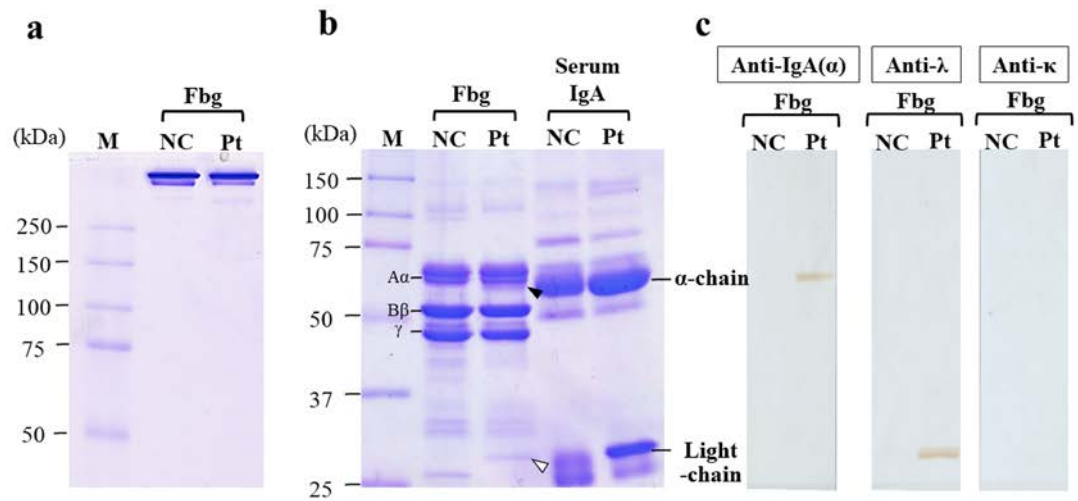 a
Fbg
(kDa) M NC Pt
250
150
100
75
50
b
Serum
Fbg IgA
(kDa) M NC Pt NC Pt
150
100
75
Aα
α-chain
Bβ
50
γ
37
Light
-chain
25
c
Anti-IgA(α) Anti-λ Anti-κ
Fbg Fbg Fbg
NC Pt NC Pt NC Pt